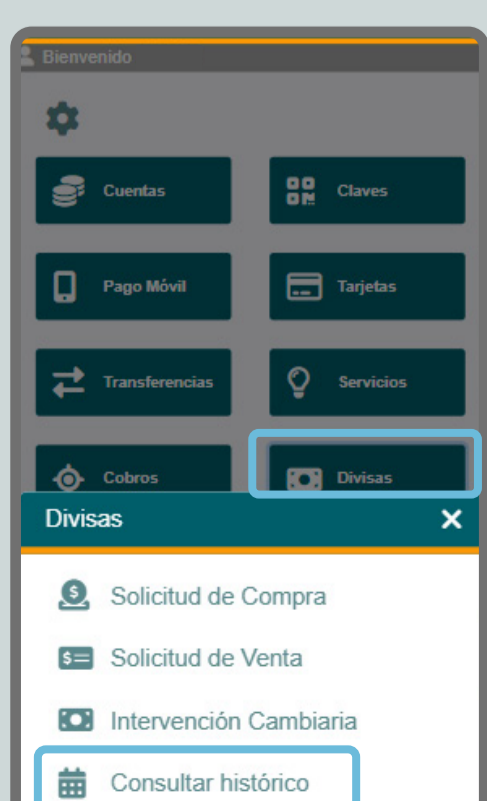 Bienvenido
Cuentas
Claves
Pago Móvil
Tarjetas
Transferencias
Servicios
Cobros
Divisas
Divisas
Solicitud de Compra
Solicitud de Venta
Intervención Cambiaria
Consultar histórico